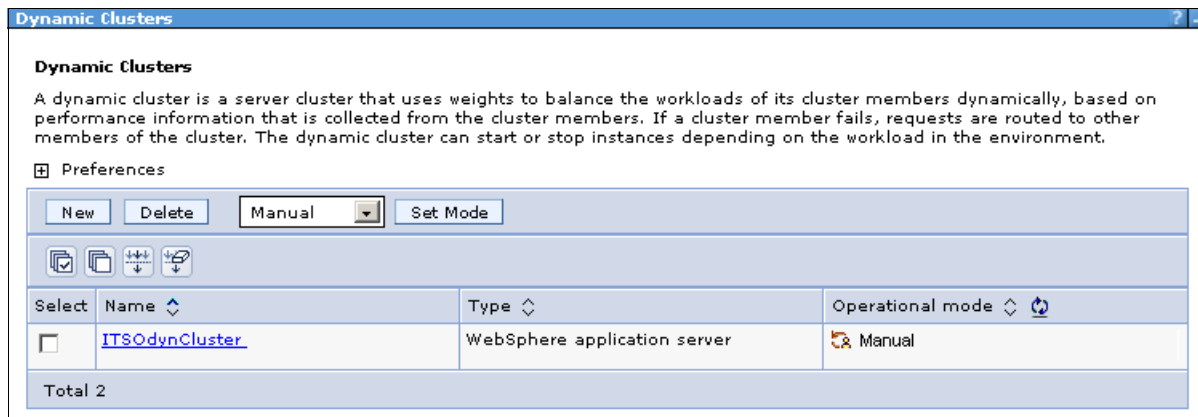 Dynamic Clusters
?
Dynamic Clusters
A dynamic cluster is a server cluster that uses weights to balance the workloads of its cluster members dynamically, based on
performance information that is collected from the cluster members. If a cluster member fails, requests are routed to other
members of the cluster. The dynamic cluster can start or stop instances depending on the workload in the environment.
Preferences
New Delete Manual Set Mode
Select Name Type Operational mode
ITSOdynCluster WebSphere application server Manual
Total 2